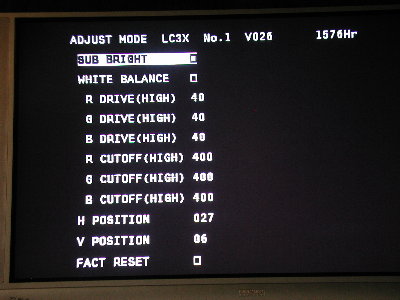 ADJUST MODE LC3X No.1 V026 1576Hr
SUB BRIGHT □
WHITE BALANCE □
R DRIVE(HIGH) 40
G DRIVE(HIGH) 40
B DRIVE(HIGH) 40
R CUTOFF(HIGH) 400
G CUTOFF(HIGH) 400
B CUTOFF(HIGH) 400
H POSITION 027
V POSITION 06
FACT RESET □